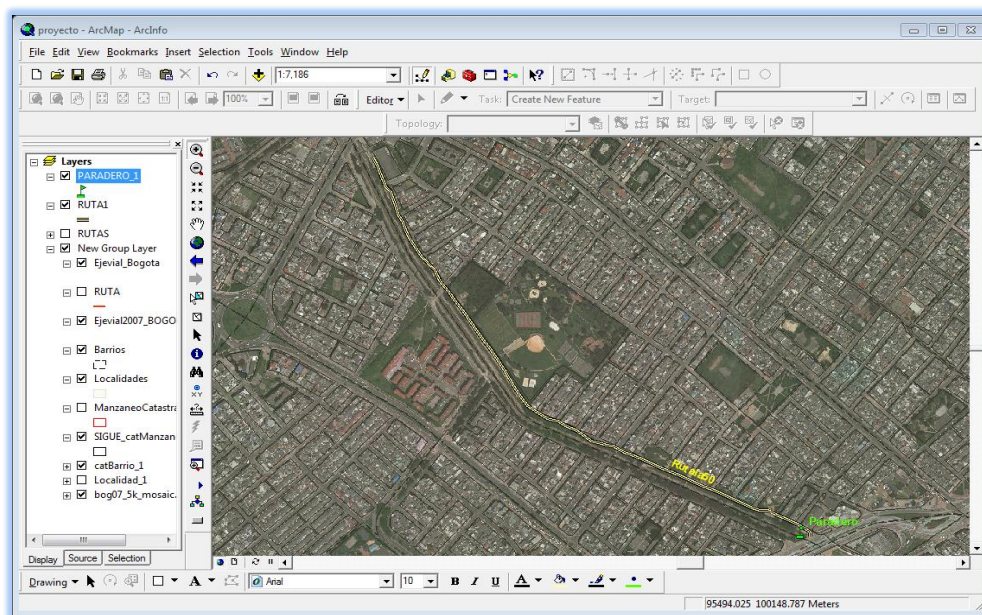 proyecto - ArcMap - ArcInfo
File Edit View Bookmarks Insert Selection Tools Window Help
1:7,186
100%
Editor
Task: Create New Feature
Target:
Topology:
Layers
PARADERO_1
RUTA1
RUTAS
New Group Layer
Ejevial_Bogota
RUTA
Ejevial2007_BOGO
Barrios
Localidades
ManzaneoCatastra
SIGUE_catManzan
catBarrio_1
Localidad_1
bog07_5k_mosaic.
Display Source Selection
Paradero
Drawing
A
Arial
10
B I U A
95494.025 100148.787 Meters